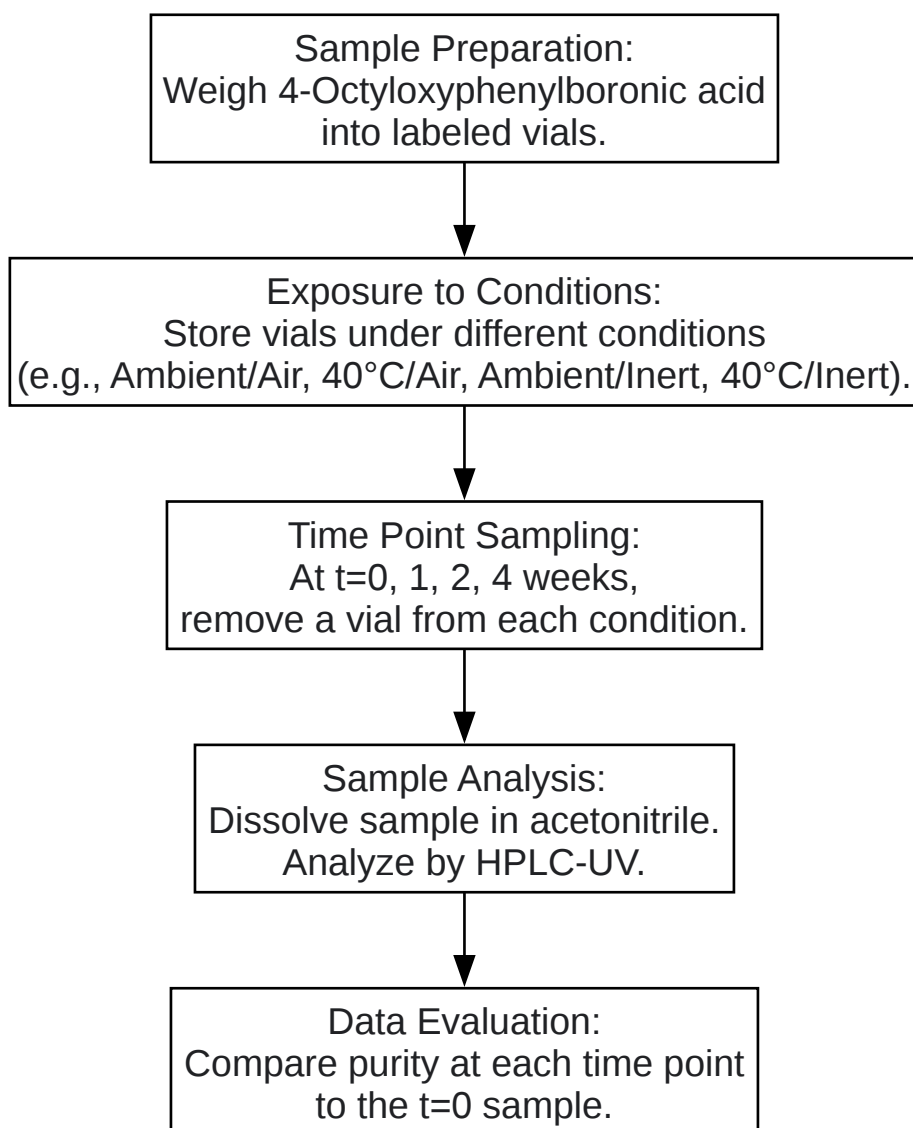 Sample Preparation:
Weigh 4-Octyloxyphenylboronic acid
into labeled vials.
Exposure to Conditions:
Store vials under different conditions
(e.g., Ambient/Air, 40°C/Air, Ambient/Inert, 40°C/Inert).
Time Point Sampling:
At t=0, 1, 2, 4 weeks,
remove a vial from each condition.
Sample Analysis:
Dissolve sample in acetonitrile.
Analyze by HPLC-UV.
Data Evaluation:
Compare purity at each time point
to the t=0 sample.